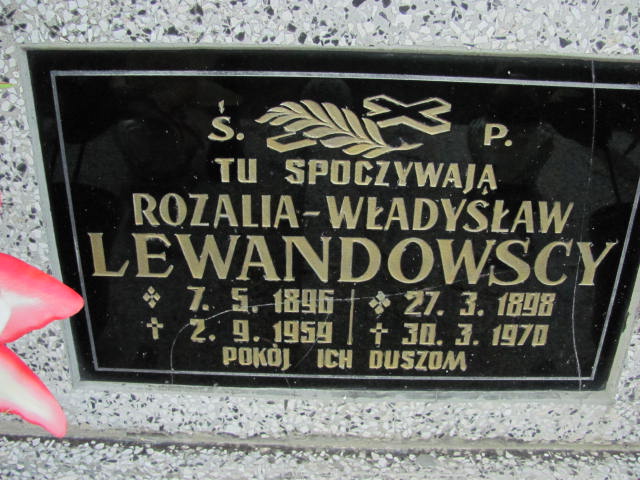 Ś. P.
TU SPOCZYWAJĄ
ROZALIA-WŁADYSŁAW
LEWANDOWSCY
7. 5. 1896 27. 3. 1898
† 2. 9. 1959 † 30. 3. 1970
POKÓJ ICH DUSZOM